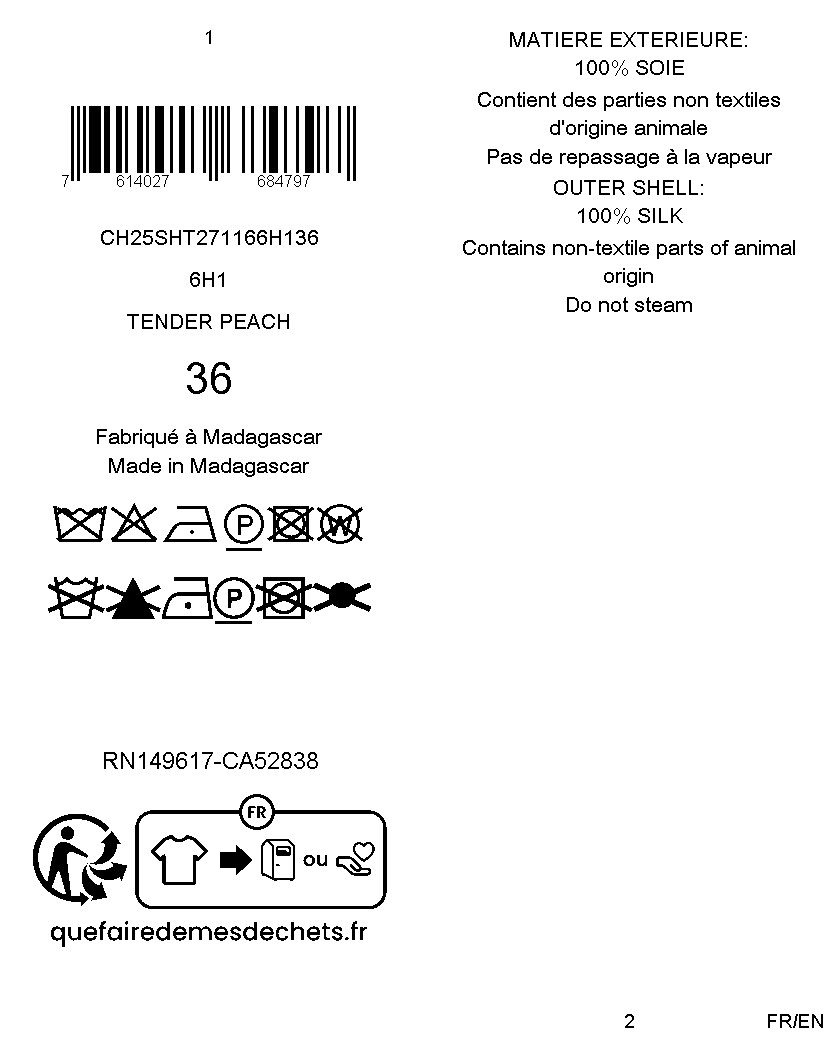 1
7 614027 684797
CH25SHT271166H136
6H1
TENDER PEACH
36
Fabriqué à Madagascar
Made in Madagascar
P
W
P
RN149617-CA52838
FR
ou
quefairedemesdechets.fr
MATIERE EXTERIEURE:
100% SOIE
Contient des parties non textiles
d'origine animale
Pas de repassage à la vapeur
OUTER SHELL:
100% SILK
Contains non-textile parts of animal
origin
Do not steam
2
FR/EN